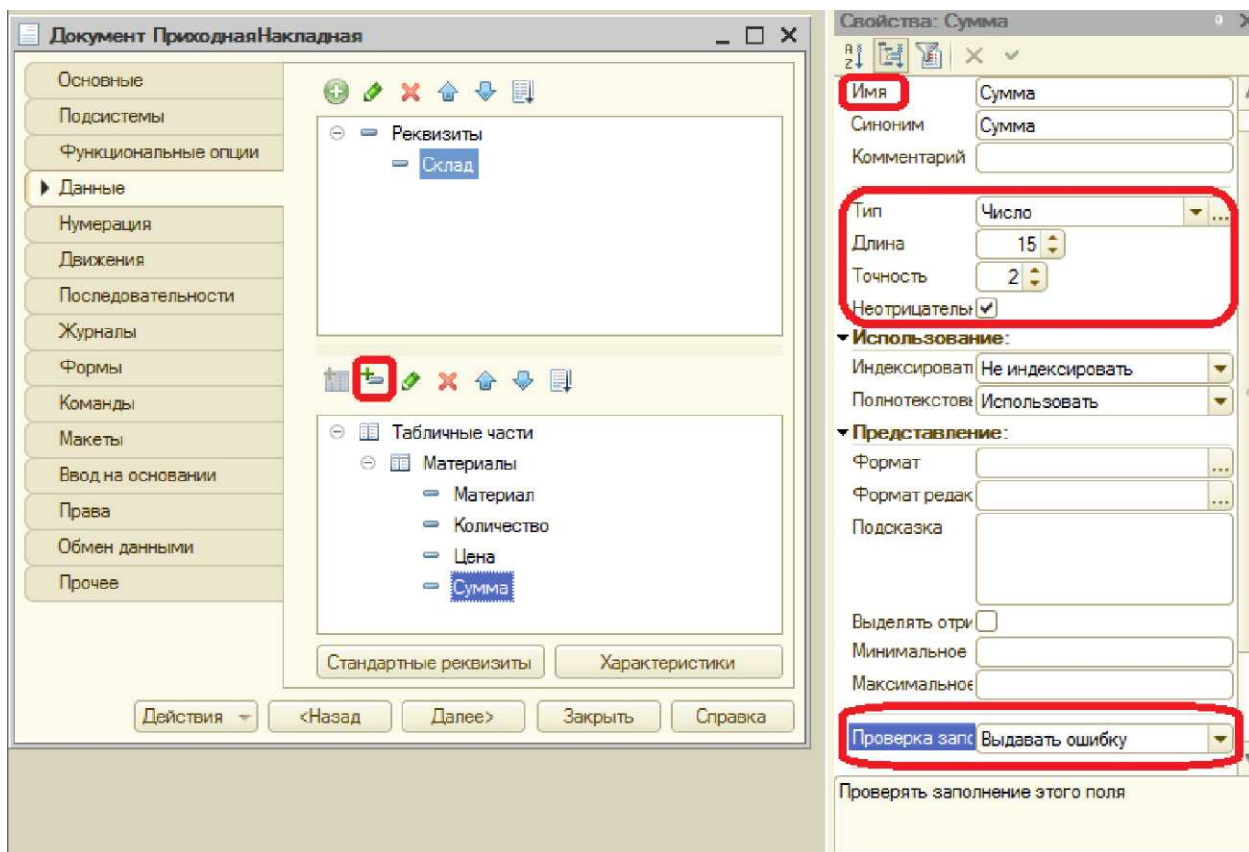 Документ ПриходнаяНакладная
Основные
Подсистемы
Функциональные опции
Данные
Нумерация
Движения
Последовательности
Журналы
Формы
Команды
Макеты
Ввод на основании
Права
Обмен данными
Прочее
Реквизиты
Склад
Табличные части
Материалы
Материал
Количество
Цена
Сумма
Стандартные реквизиты
Характеристики
Действия
<Назад
Далее>
Закрыть
Справка
Свойства: Сумма
Имя Сумма
Синоним Сумма
Комментарий
Тип Число
Длина 15
Точность 2
Неотрицательн
Использование:
Индексироват Не индексировать
Полнотекстовы Использовать
Представление:
Формат
Формат редак
Подсказка
Выделять отри
Минимальное
Максимальное
Проверка запо Выдавать ошибку
Проверять заполнение этого поля